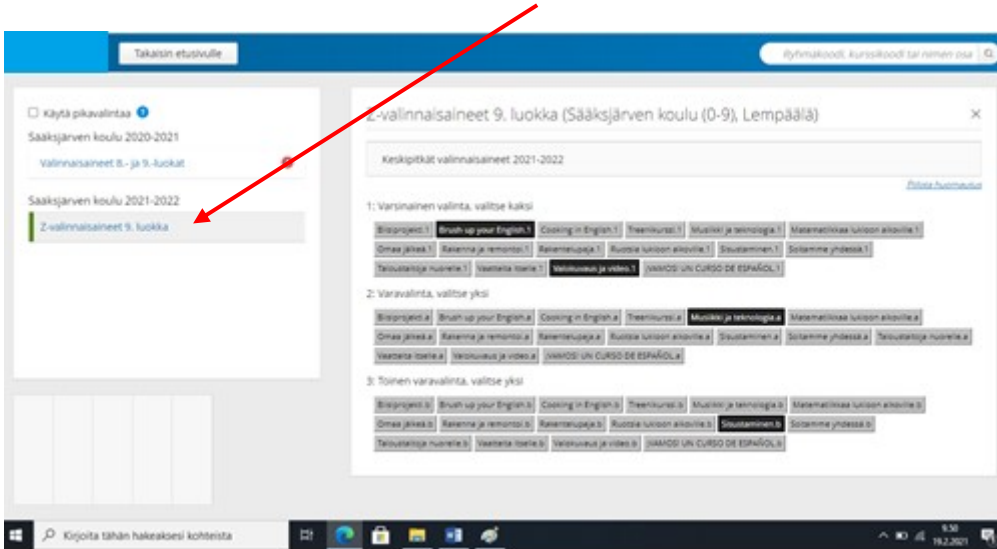 Takaisin etusivulle
Ryhmäkoodi, kurssikoodi tai nimen osa
Käytä pikavalintaa
Sääksjärven koulu 2020-2021
Valinnaisaineet 8.- ja 9.-luokat
Sääksjärven koulu 2021-2022
Z-valinnaisaineet 9. luokka
Z-valinnaisaineet 9. luokka (Sääksjärven koulu (0-9), Lempäälä)
Keskipitkät valinnaisaineet 2021-2022
Piilota huomautus
1: Varsinainen valinta, valitse kaksi
Bioprojekti.1 Brush up your English.1 Cooking in English.1 Treenikurssi.1 Musiikki ja teknologia.1 Matematiikkaa lukioon aikoville.1
Omaa jälkeä.1 Rakenna ja remontoi.1 Rakentelupaja.1 Ruotsia lukioon aikoville.1 Sisustaminen.1 Soitamme yhdessä.1
Taloustaitoja nuorelle.1 Vaatteita itselle.1 Valokuvaus ja video.1 ¡VAMOS! UN CURSO DE ESPAÑOL.1
2: Varavalinta, valitse yksi
Bioprojekti.a Brush up your English.a Cooking in English.a Treenikurssi.a Musiikki ja teknologia.a Matematiikkaa lukioon aikoville.a
Omaa jälkeä.a Rakenna ja remontoi.a Rakentelupaja.a Ruotsia lukioon aikoville.a Sisustaminen.a Soitamme yhdessä.a Taloustaitoja nuorelle.a
Vaatteita itselle.a Valokuvaus ja video.a ¡VAMOS! UN CURSO DE ESPAÑOL.a
3: Toinen varavalinta, valitse yksi
Bioprojekti.b Brush up your English.b Cooking in English.b Treenikurssi.b Musiikki ja teknologia.b Matematiikkaa lukioon aikoville.b
Omaa jälkeä.b Rakenna ja remontoi.b Rakentelupaja.b Ruotsia lukioon aikoville.b Sisustaminen.b Soitamme yhdessä.b
Taloustaitoja nuorelle.b Vaatteita itselle.b Valokuvaus ja video.b ¡VAMOS! UN CURSO DE ESPAÑOL.b
Kirjoita tähän hakeaksesi kohteista
9.50
19.2.2021